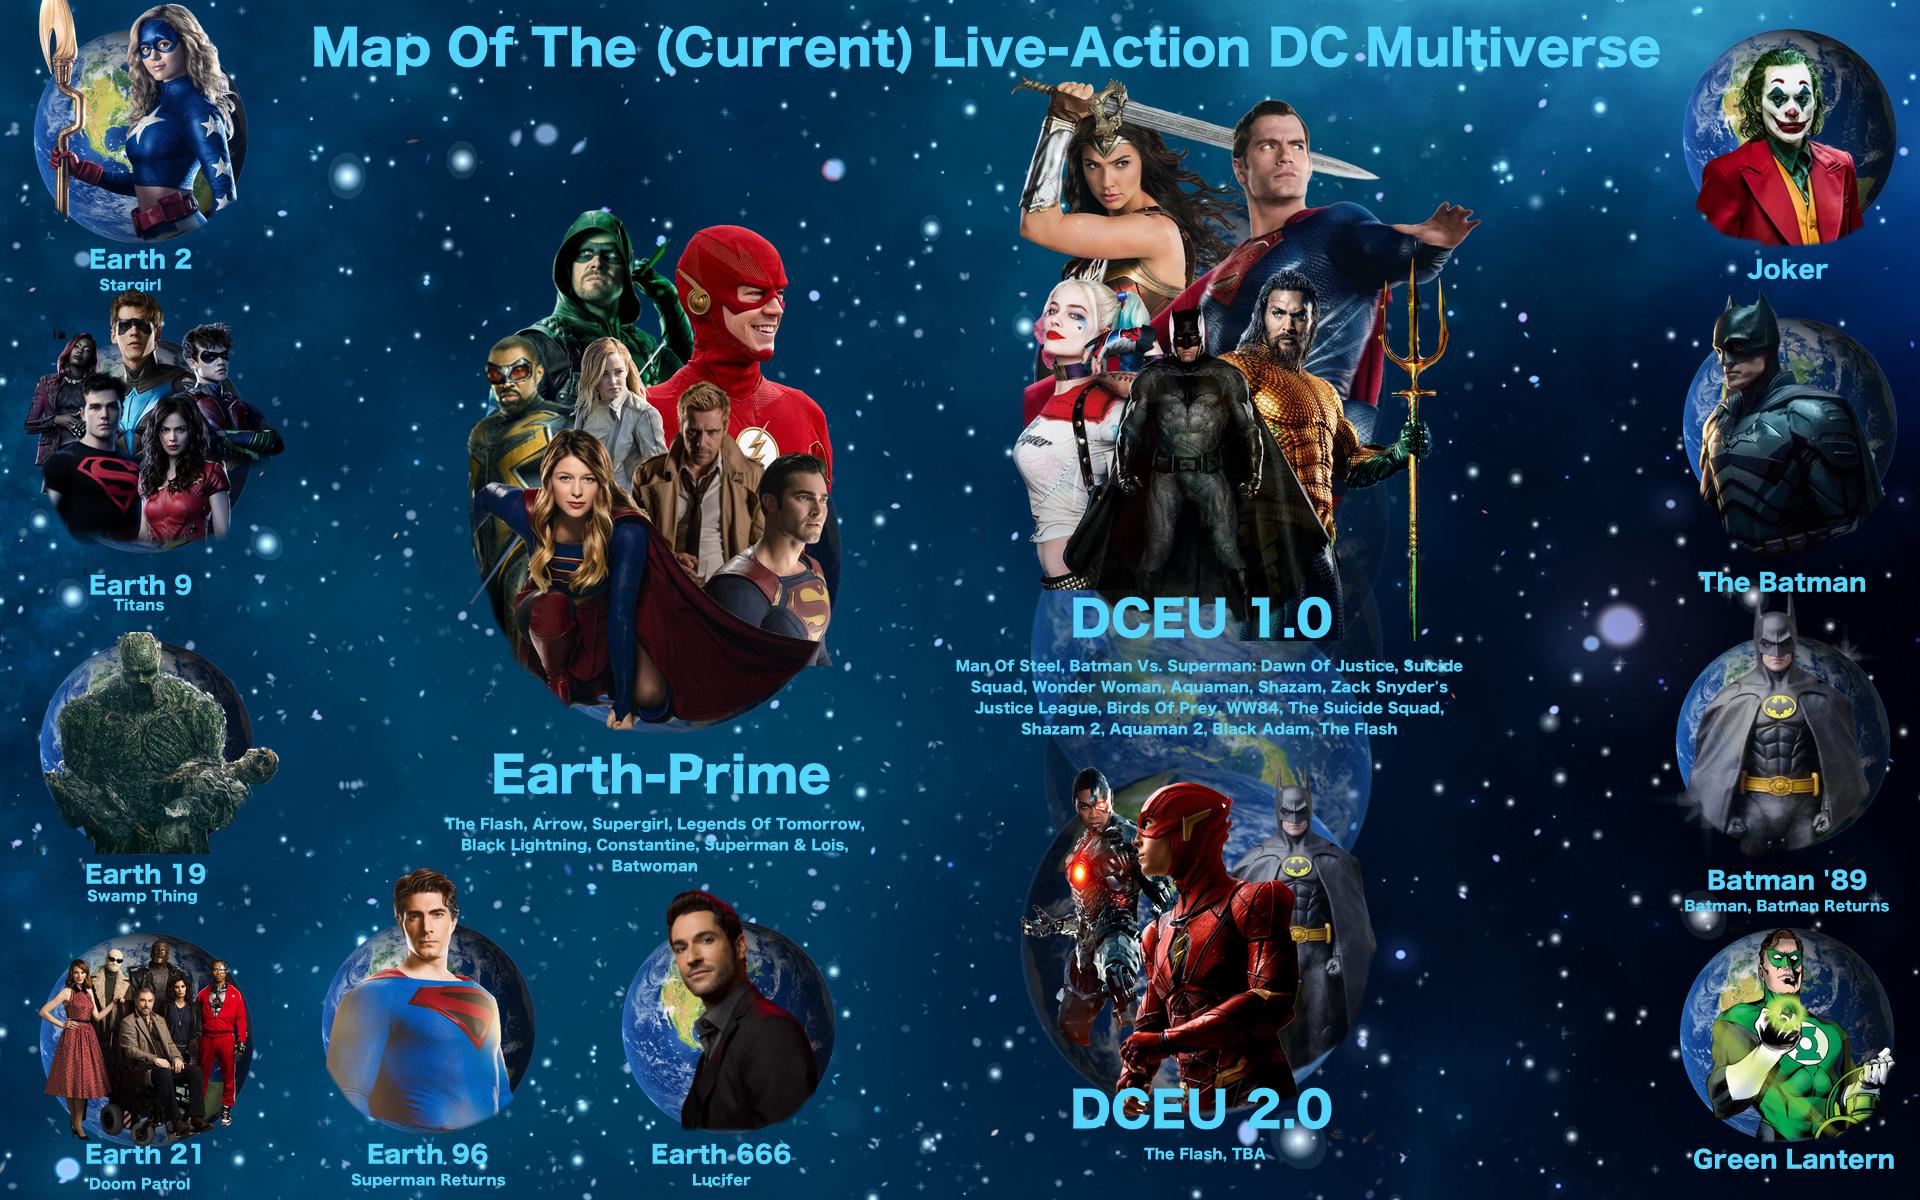 Map Of The (Current) Live-Action DC Multiverse
Earth 2
Stargirl
Earth 9
Titans
Earth 19
Swamp Thing
Earth 21
Doom Patrol
Earth-Prime
The Flash, Arrow, Supergirl, Legends Of Tomorrow,
Black Lightning, Constantine, Superman & Lois,
Batwoman
Earth 96
Superman Returns
Earth 666
Lucifer
DCEU 1.0
Man Of Steel, Batman Vs. Superman: Dawn Of Justice, Suicide
Squad, Wonder Woman, Aquaman, Shazam, Zack Snyder's
Justice League, Birds Of Prey, WW84, The Suicide Squad,
Shazam 2, Aquaman 2, Black Adam, The Flash
DCEU 2.0
The Flash, TBA
Joker
The Batman
Batman '89
Batman, Batman Returns
Green Lantern